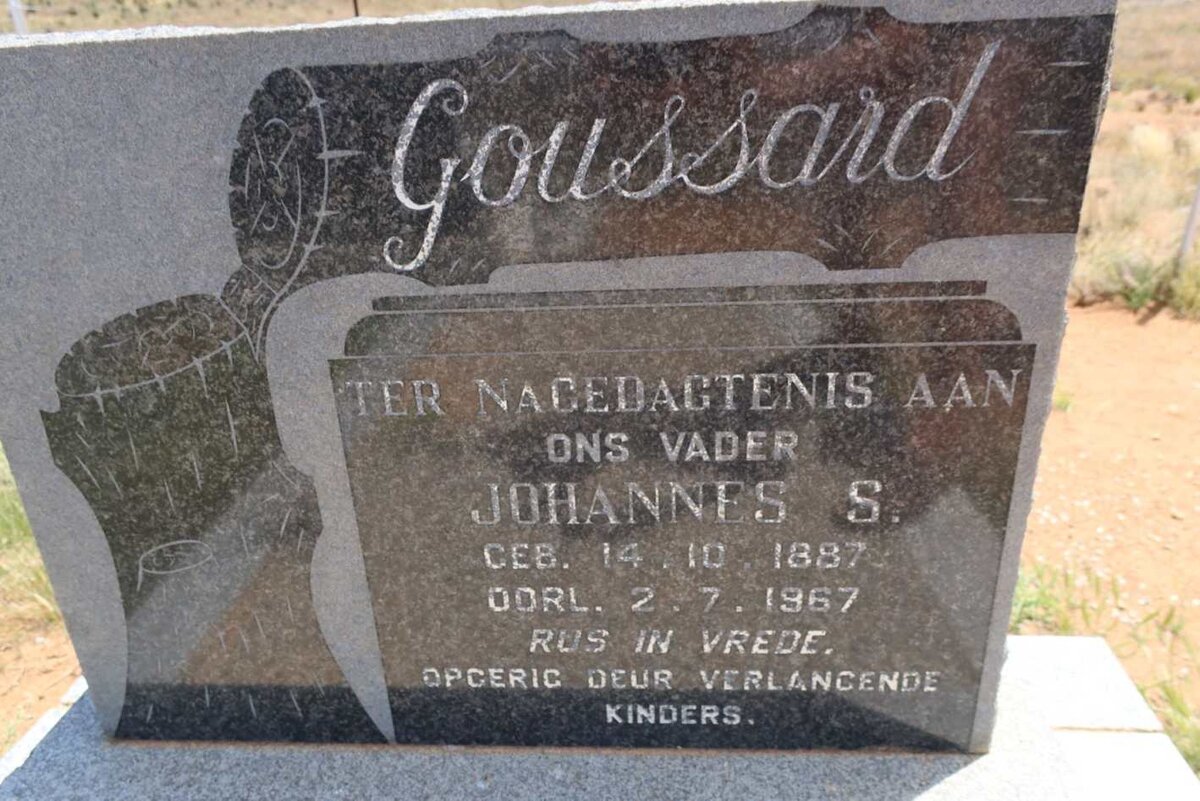 Goussard
TER NAGEDAGTENIS AAN
ONS VADER
JOHANNES S.
GEB. 14.10.1887
OORL. 2.7.1967
RUS IN VREDE.
OPGERIG DEUR VERLANGENDE
KINDERS.